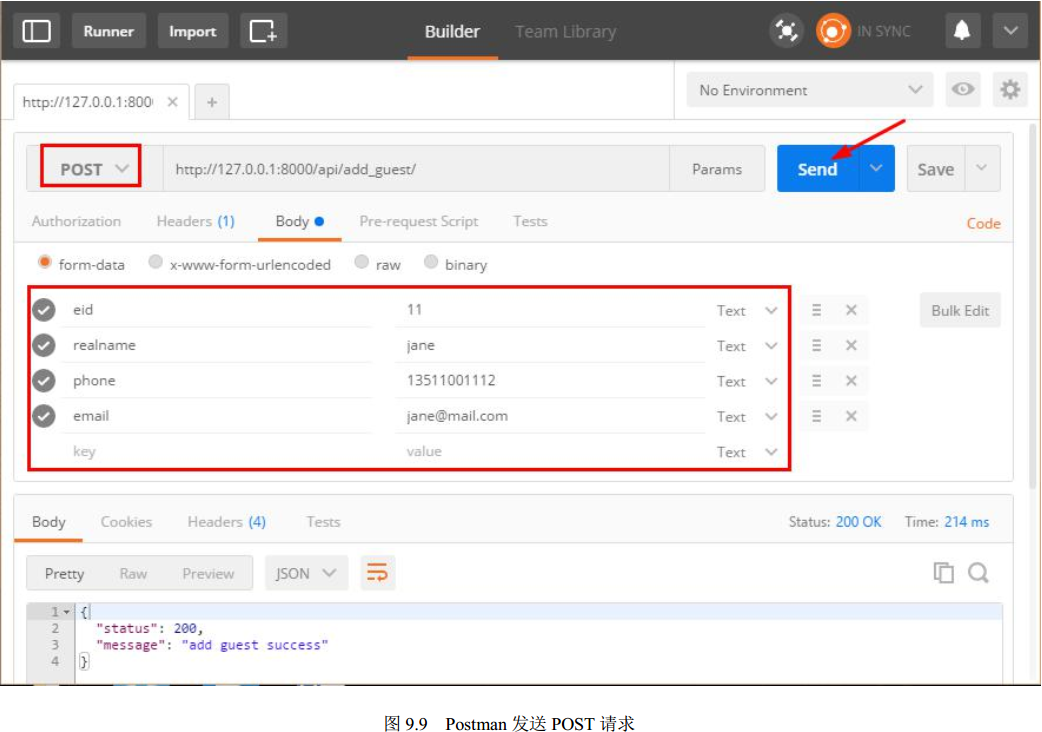 Runner Import Builder Team Library IN SYNC
http://127.0.0.1:800 No Environment
POST http://127.0.0.1:8000/api/add_guest/ Params Send Save
Authorization Headers (1) Body Pre-request Script Tests Code
form-data x-www-form-urlencoded raw binary
eid 11 Text Bulk Edit
realname jane Text
phone 13511001112 Text
email jane@mail.com Text
key value Text
Body Cookies Headers (4) Tests Status: 200 OK Time: 214 ms
Pretty Raw Preview JSON
1 {
2 "status": 200,
3 "message": "add guest success"
4 }
图 9.9 Postman 发送 POST 请求